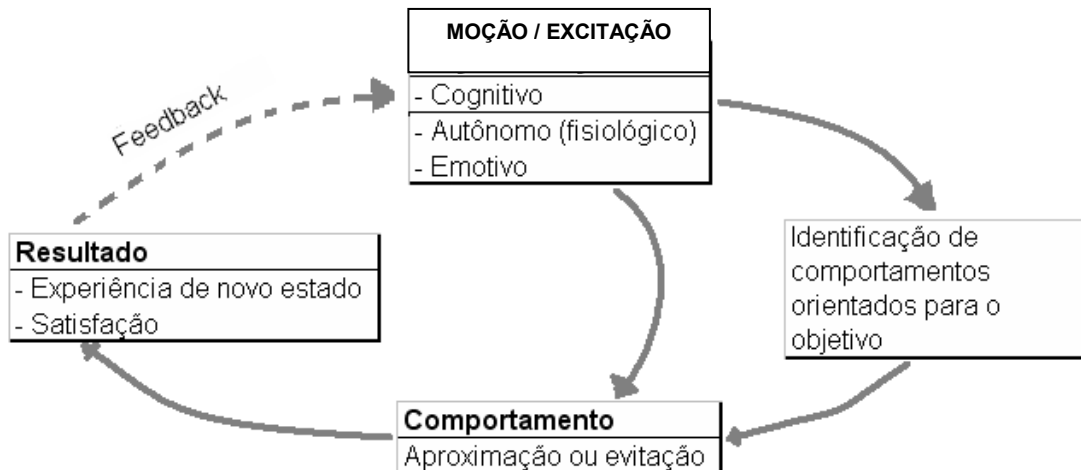 MOÇÃO / EXCITAÇÃO
- Cognitivo
- Autônomo (fisiológico)
- Emotivo
Feedback
Identificação de
comportamentos
orientados para o
objetivo
Resultado
- Experiência de novo estado
- Satisfação
Comportamento
Aproximação ou evitação